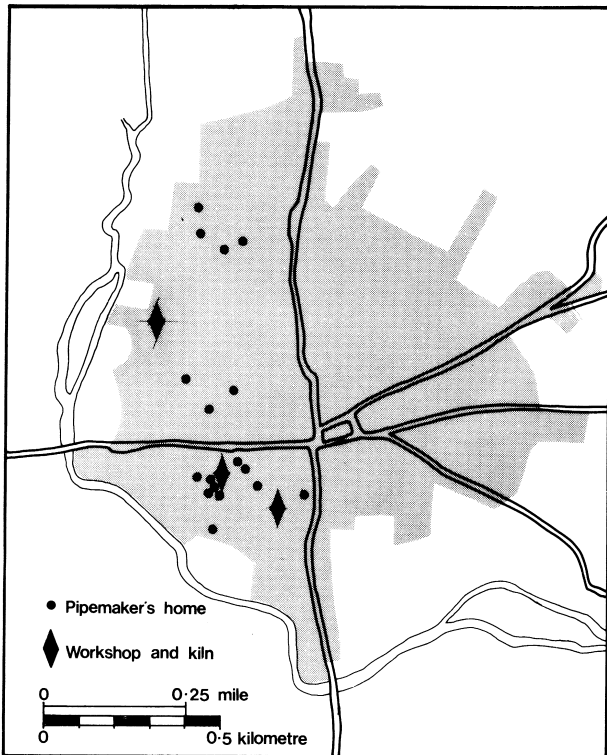 Pipemaker's home
Workshop and kiln
0 0·25 mile
0 0·5 kilometre